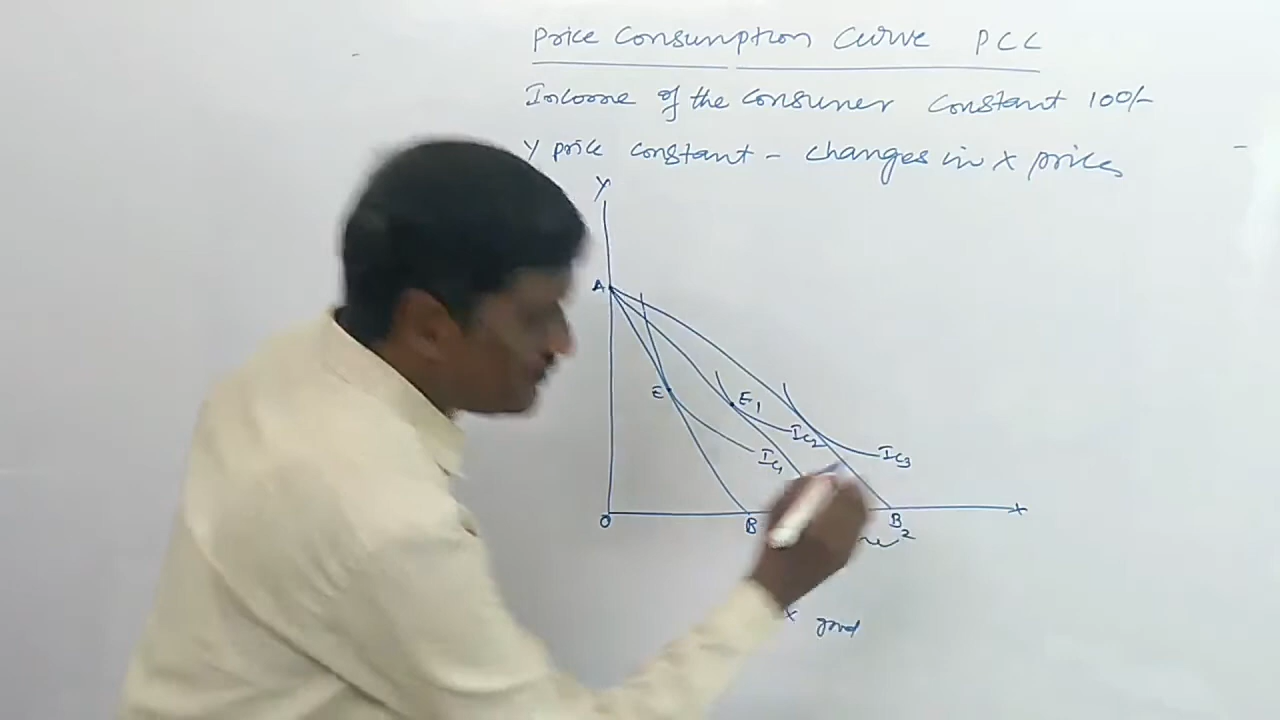 Price Consumption Curve PCC
Income of the Consumer Constant 100/-
Y price constant - changes in X prices
Y
A
E
E1
IC1
IC2
IC3
O
B
B2
X
X good